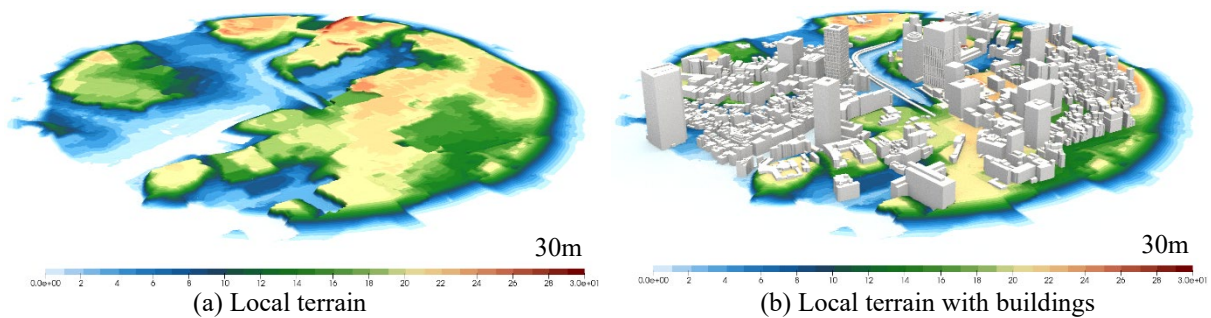 30m
0.0e+00 2 4 6 8 10 12 14 16 18 20 22 24 26 28 3.0e+01
(a) Local terrain
30m
0.0e+00 2 4 6 8 10 12 14 16 18 20 22 24 26 28 3.0e+01
(b) Local terrain with buildings